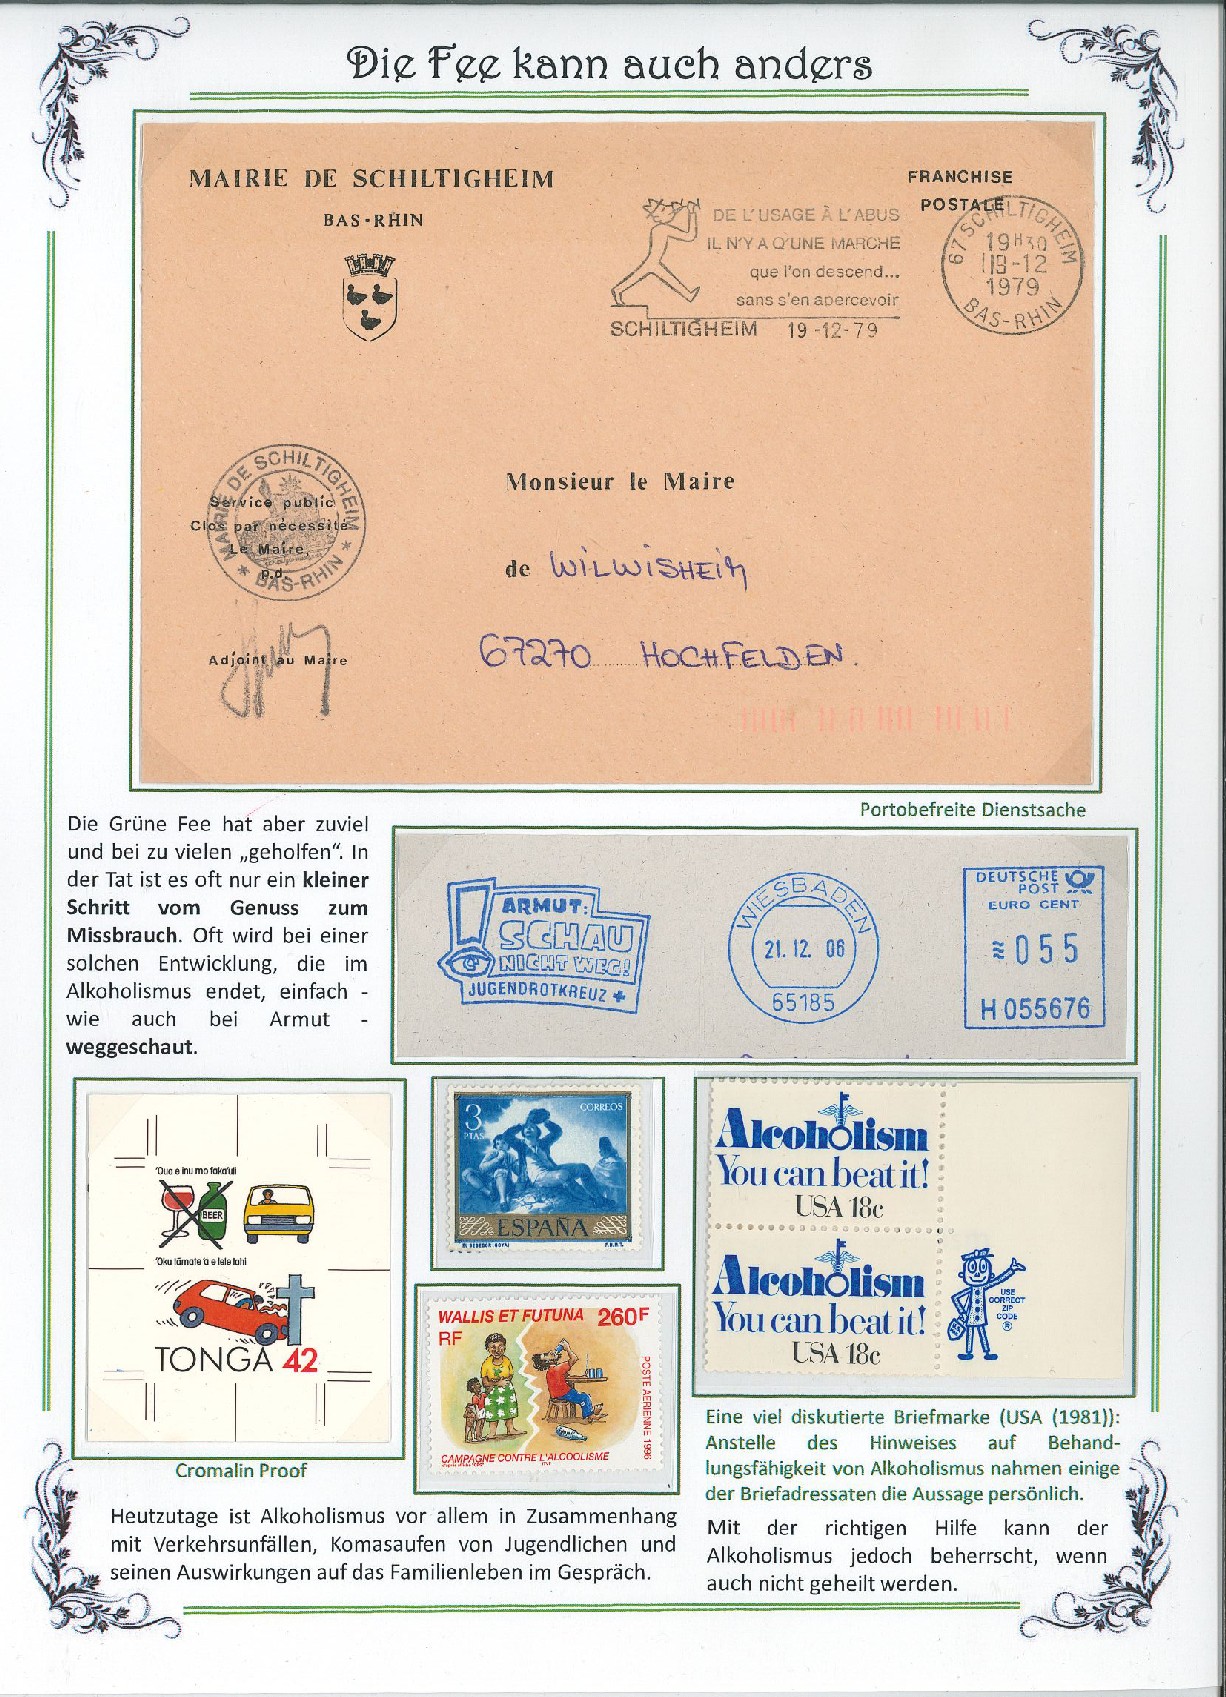 Die Fee kann auch anders
MAIRIE DE SCHILTIGHEIM
BAS-RHIN
FRANCHISE
POSTALE
DE L'USAGE À L'ABUS
IL N'Y A QU'UNE MARCHE
que l'on descend...
sans s'en apercevoir
SCHILTIGHEIM 19-12-79
67 SCHILTIGHEIM
19H30
19-12
1979
BAS-RHIN
MAIRIE DE SCHILTIGHEIM
* BAS-RHIN *
Service public
Clos par nécessité
Le Maire,
p.d.
Adjoint au Maire
Monsieur le Maire
de WILWISHEIM
67270 HOCHFELDEN.
Portobefreite Dienstsache
Die Grüne Fee hat aber zuviel
und bei zu vielen „geholfen“. In
der Tat ist es oft nur ein kleiner
Schritt vom Genuss zum
Missbrauch. Oft wird bei einer
solchen Entwicklung, die im
Alkoholismus endet, einfach -
wie auch bei Armut -
weggeschaut.
ARMUT:
SCHAU
NICHT WEG!
JUGENDROTKREUZ
WIESBADEN
21.12.06
65185
DEUTSCHE
POST
EURO CENT
≋055
H 055676
'Oua e inu mo faka'uli
BEER
'Oku tāmate'a e lele lahi
TONGA 42
Cromalin Proof
3
PTAS
CORREOS
ESPAÑA
WALLIS ET FUTUNA 260F
RF
POSTE AERIENNE 1996
CAMPAGNE CONTRE L'ALCOOLISME
Alcoholism
You can beat it!
USA 18c
Alcoholism
You can beat it!
USA 18c
USE
CORRECT
ZIP
CODE
®
Eine viel diskutierte Briefmarke (USA (1981)):
Anstelle des Hinweises auf Behand-
lungsfähigkeit von Alkoholismus nahmen einige
der Briefadressaten die Aussage persönlich.
Heutzutage ist Alkoholismus vor allem in Zusammenhang
mit Verkehrsunfällen, Komasaufen von Jugendlichen und
seinen Auswirkungen auf das Familienleben im Gespräch.
Mit der richtigen Hilfe kann der
Alkoholismus jedoch beherrscht, wenn
auch nicht geheilt werden.